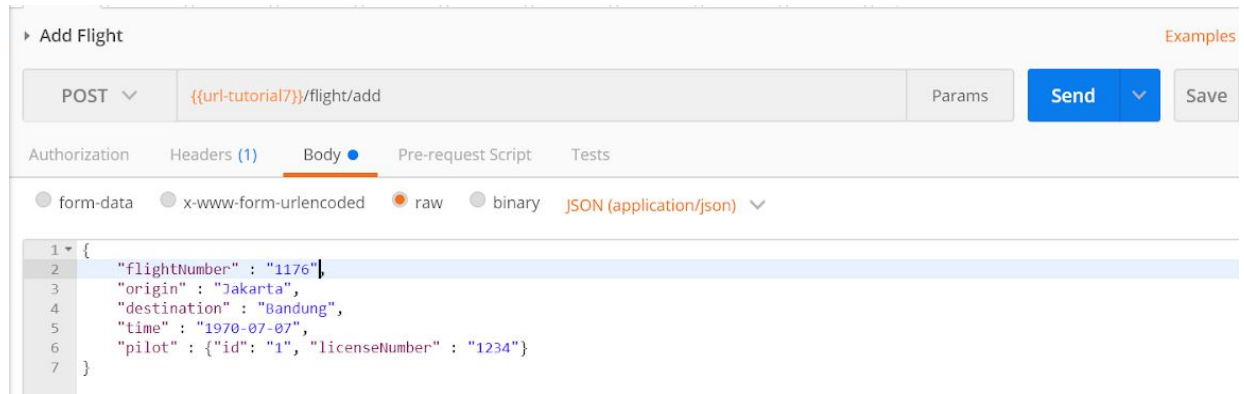 Add Flight
Examples
POST
{{url-tutorial7}}/flight/add
Params
Send
Save
Authorization
Headers (1)
Body
Pre-request Script
Tests
form-data
x-www-form-urlencoded
raw
binary
JSON (application/json)
1 {
2 "flightNumber" : "1176",
3 "origin" : "Jakarta",
4 "destination" : "Bandung",
5 "time" : "1970-07-07",
6 "pilot" : {"id": "1", "licenseNumber" : "1234"}
7 }